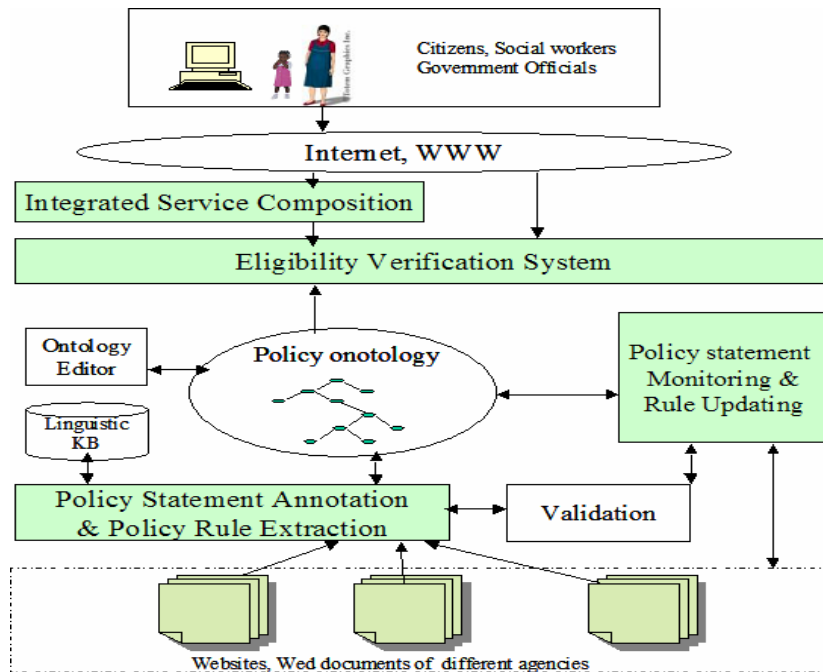 Citizens, Social workers
Government Officials
Internet, WWW
Integrated Service Composition
Eligibility Verification System
Ontology
Editor
Policy onotology
Policy statement
Monitoring &
Rule Updating
Linguistic
KB
Policy Statement Annotation
& Policy Rule Extraction
Validation
Websites, Wed documents of different agencies